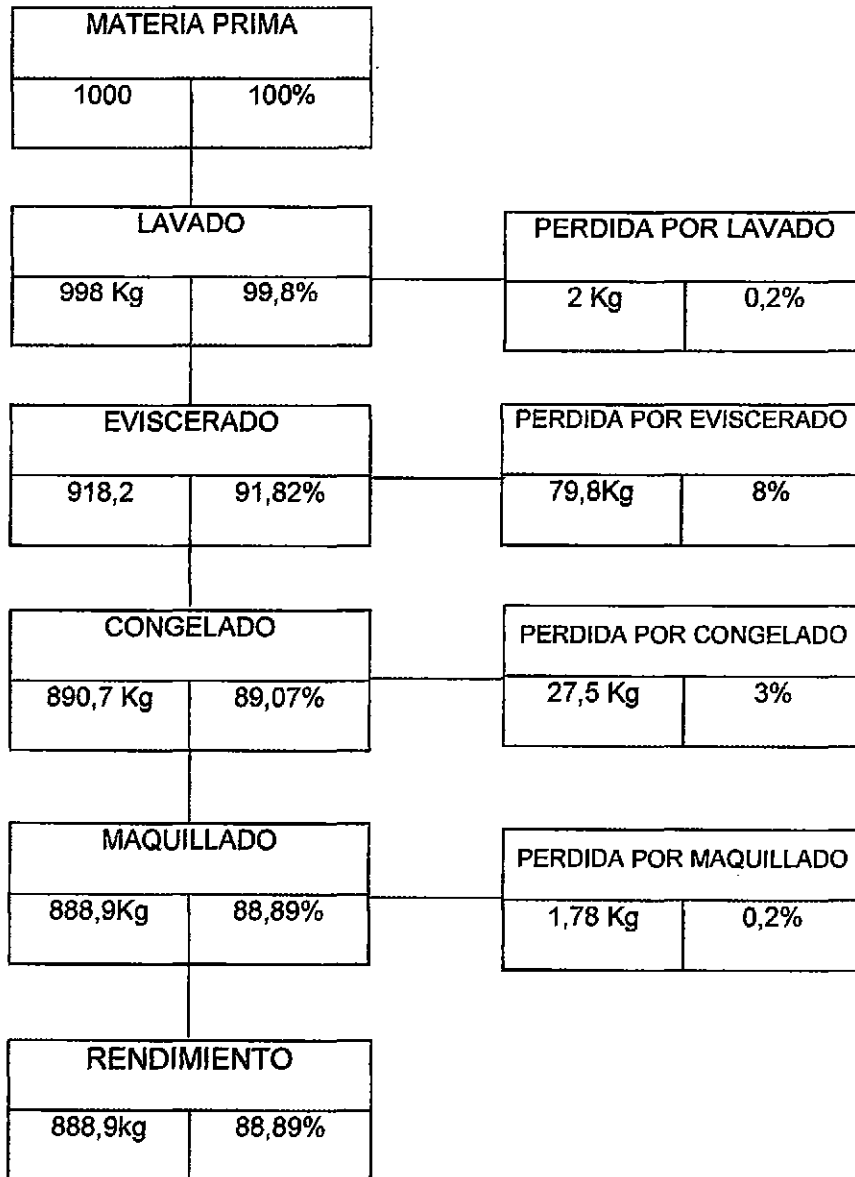 MATERIA PRIMA
1000 100%
LAVADO
998 Kg 99,8%
PERDIDA POR LAVADO
2 Kg 0,2%
EVISCERADO
918,2 91,82%
PERDIDA POR EVISCERADO
79,8Kg 8%
CONGELADO
890,7 Kg 89,07%
PERDIDA POR CONGELADO
27,5 Kg 3%
MAQUILLADO
888,9Kg 88,89%
PERDIDA POR MAQUILLADO
1,78 Kg 0,2%
RENDIMIENTO
888,9kg 88,89%